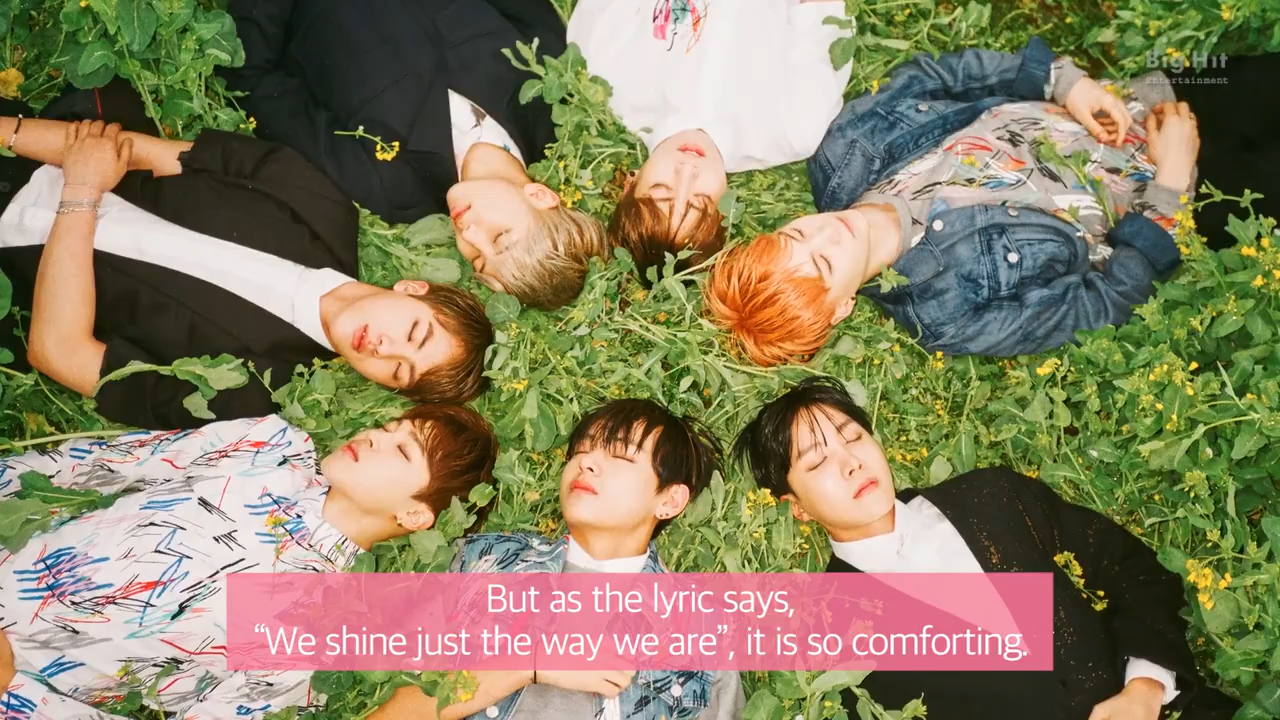 Big Hit
Entertainment
But as the lyric says,
“We shine just the way we are”, it is so comforting.